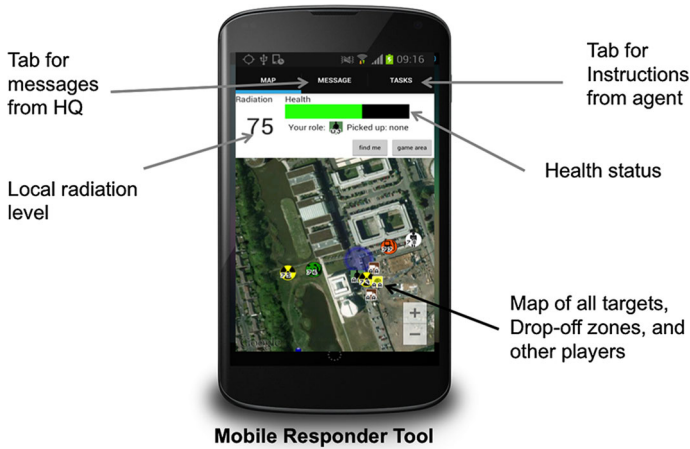 Tab for
messages
from HQ
Local radiation
level
09:16
MAP MESSAGE TASKS
Radiation Health
75
Your role: Picked up: none
find me game area
+
−
Tab for
Instructions
from agent
Health status
Map of all targets,
Drop-off zones, and
other players
Mobile Responder Tool